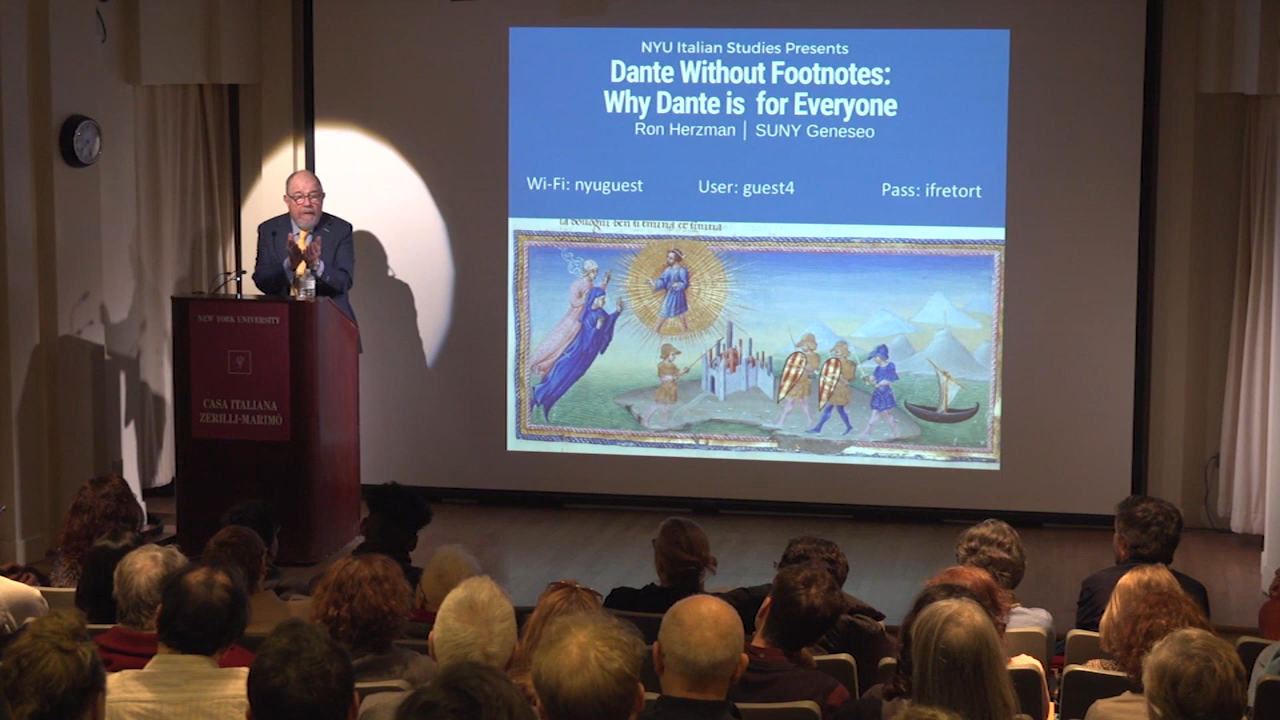 NYU Italian Studies Presents
Dante Without Footnotes:
Why Dante is for Everyone
Ron Herzman | SUNY Geneseo
Wi-Fi: nyuguest User: guest4 Pass: ifretort
NEW YORK UNIVERSITY
CASA ITALIANA
ZERILLI-MARIMÒ